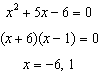 x² + 5x − 6 = 0
(x + 6)(x − 1) = 0
x = −6, 1